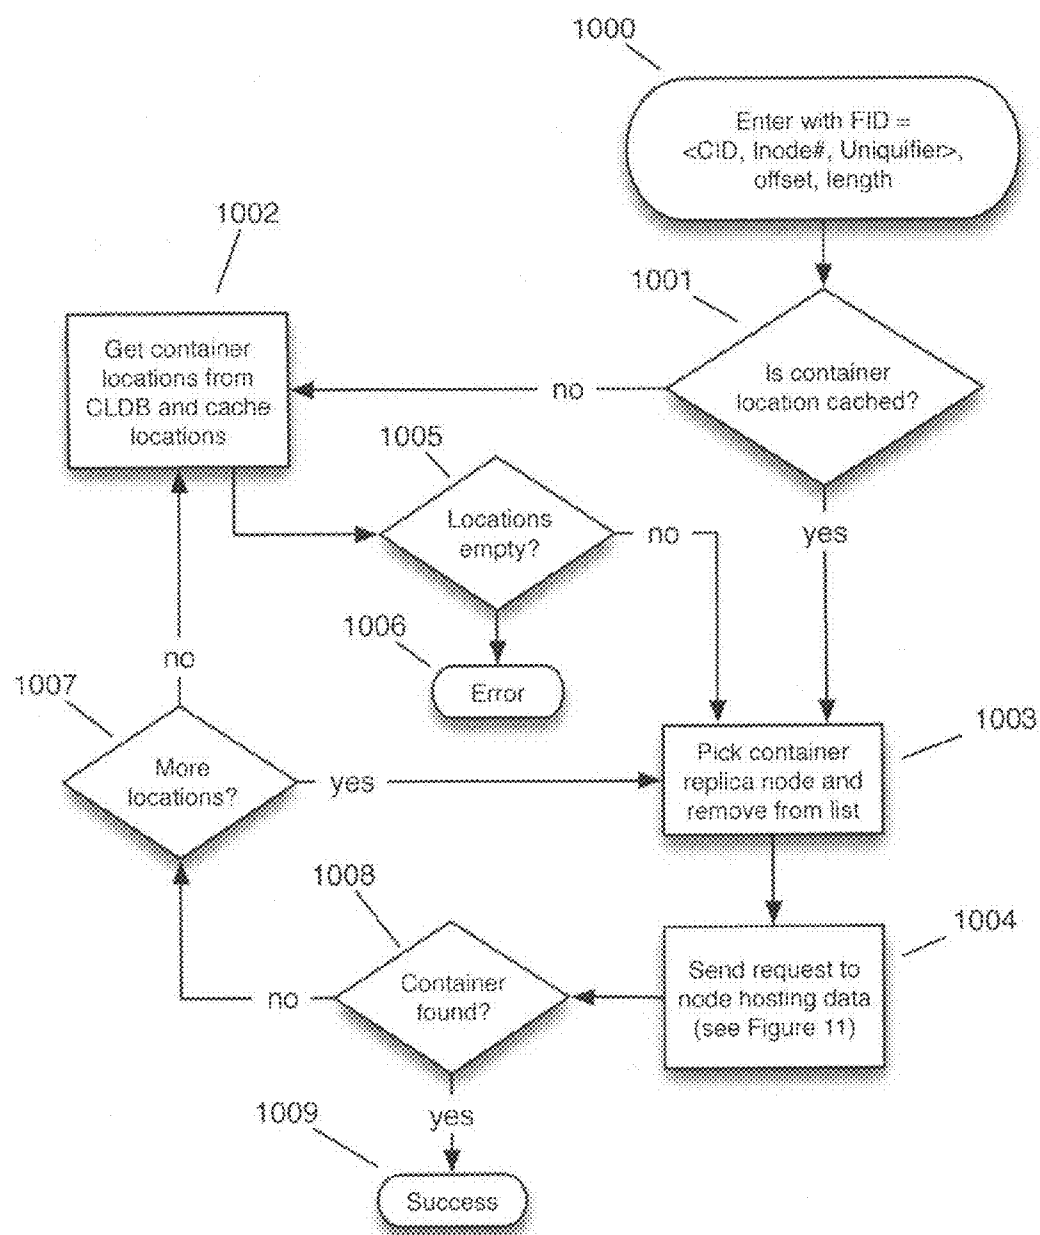 1000
Enter with FID =
<CID, Inode#, Uniquifier>,
offset, length
1002
1001
Get container
locations from
CLDB and cache
locations
no
Is container
location cached?
1005
Locations
empty?
no
yes
1006
Error
no
1007
More
locations?
yes
1003
Pick container
replica node and
remove from list
1008
1004
Container
found?
no
Send request to
node hosting data
(see Figure 11)
yes
1009
Success